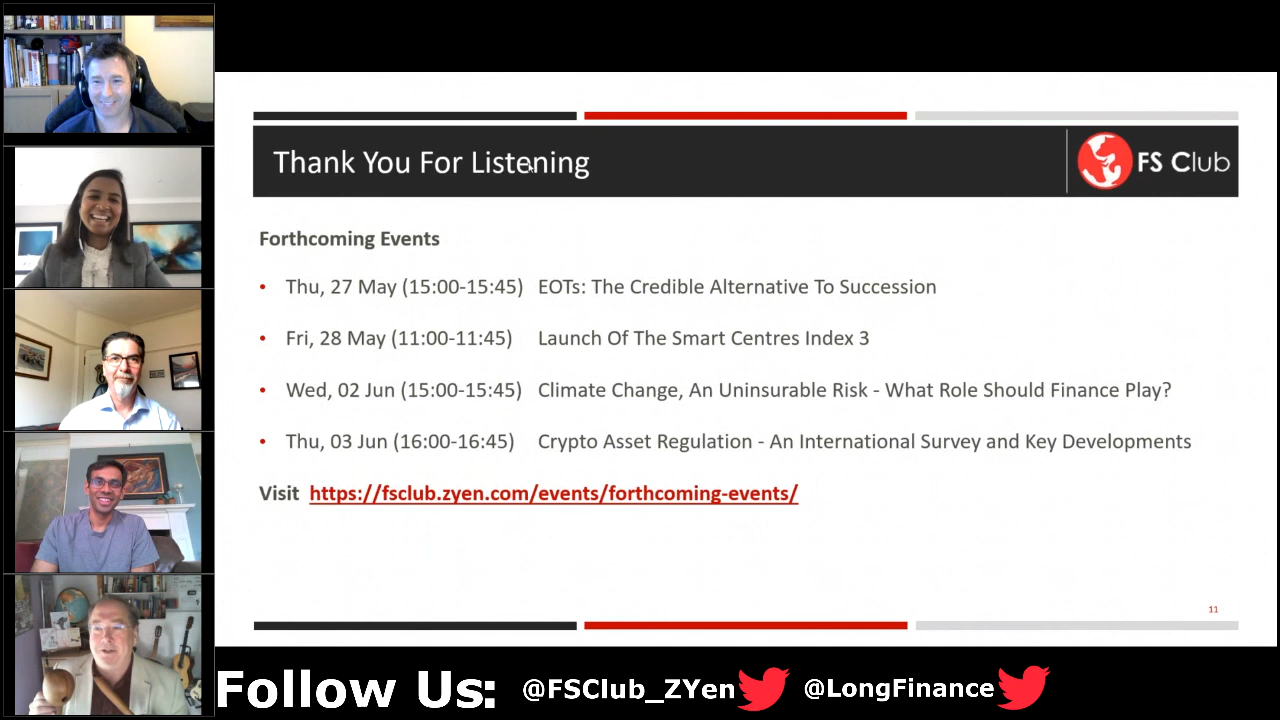 Thank You For Listening
FS Club
Forthcoming Events
• Thu, 27 May (15:00-15:45) EOTs: The Credible Alternative To Succession
• Fri, 28 May (11:00-11:45) Launch Of The Smart Centres Index 3
• Wed, 02 Jun (15:00-15:45) Climate Change, An Uninsurable Risk - What Role Should Finance Play?
• Thu, 03 Jun (16:00-16:45) Crypto Asset Regulation - An International Survey and Key Developments
Visit https://fsclub.zyen.com/events/forthcoming-events/
11
Follow Us: @FSClub_ZYen @LongFinance